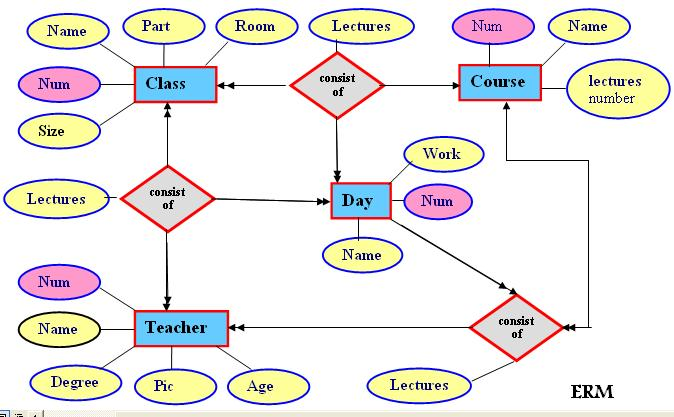 Name
Part
Room
Lectures
Num
Name
Num
Class
consist
of
Course
lectures
number
Size
Work
Lectures
consist
of
Day
Num
Name
Num
Name
Teacher
consist
of
Degree
Pic
Age
Lectures
ERM